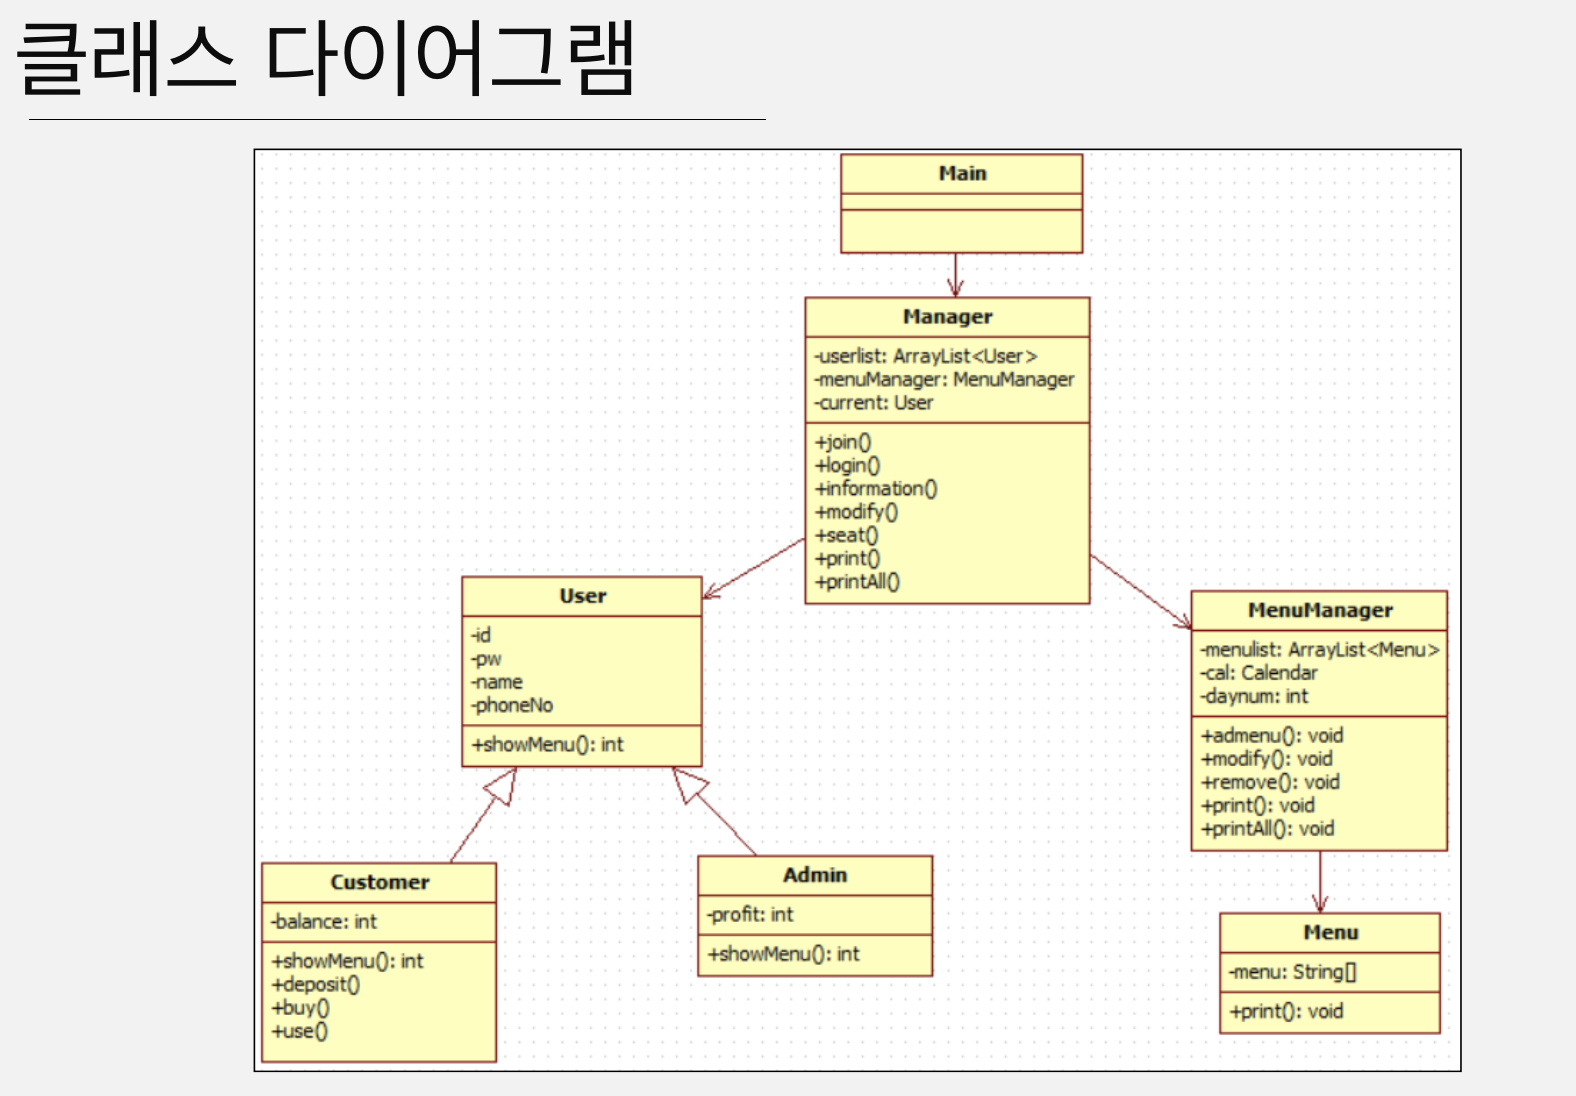 클래스 다이어그램
Main
Manager
-userlist: ArrayList<User>
-menuManager: MenuManager
-current: User
+join()
+login()
+information()
+modify()
+seat()
+print()
+printAll()
User
-id
-pw
-name
-phoneNo
+showMenu(): int
MenuManager
-menulist: ArrayList<Menu>
-cal: Calendar
-daynum: int
+admenu(): void
+modify(): void
+remove(): void
+print(): void
+printAll(): void
Customer
-balance: int
+showMenu(): int
+deposit()
+buy()
+use()
Admin
-profit: int
+showMenu(): int
Menu
-menu: String[]
+print(): void